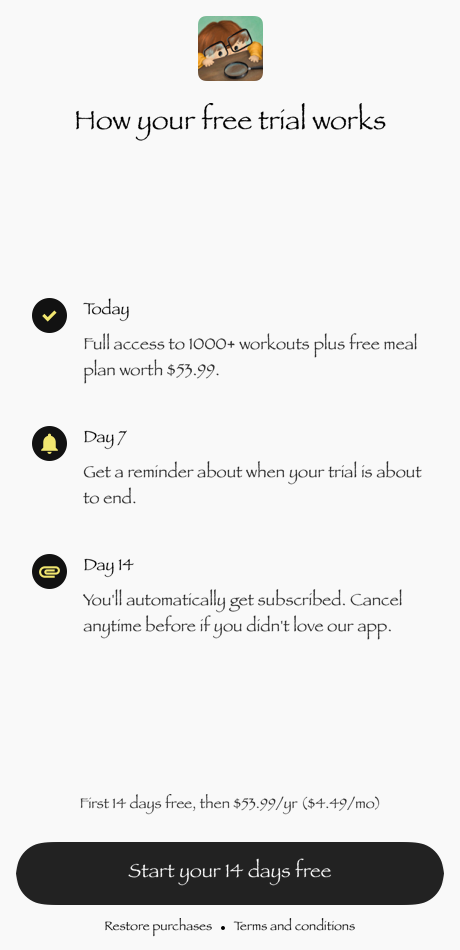 How your free trial works
Today
Full access to 1000+ workouts plus free meal
plan worth $53.99.
Day 7
Get a reminder about when your trial is about
to end.
Day 14
You'll automatically get subscribed. Cancel
anytime before if you didn't love our app.
First 14 days free, then $53.99/yr ($4.49/mo)
Start your 14 days free
Restore purchases • Terms and conditions